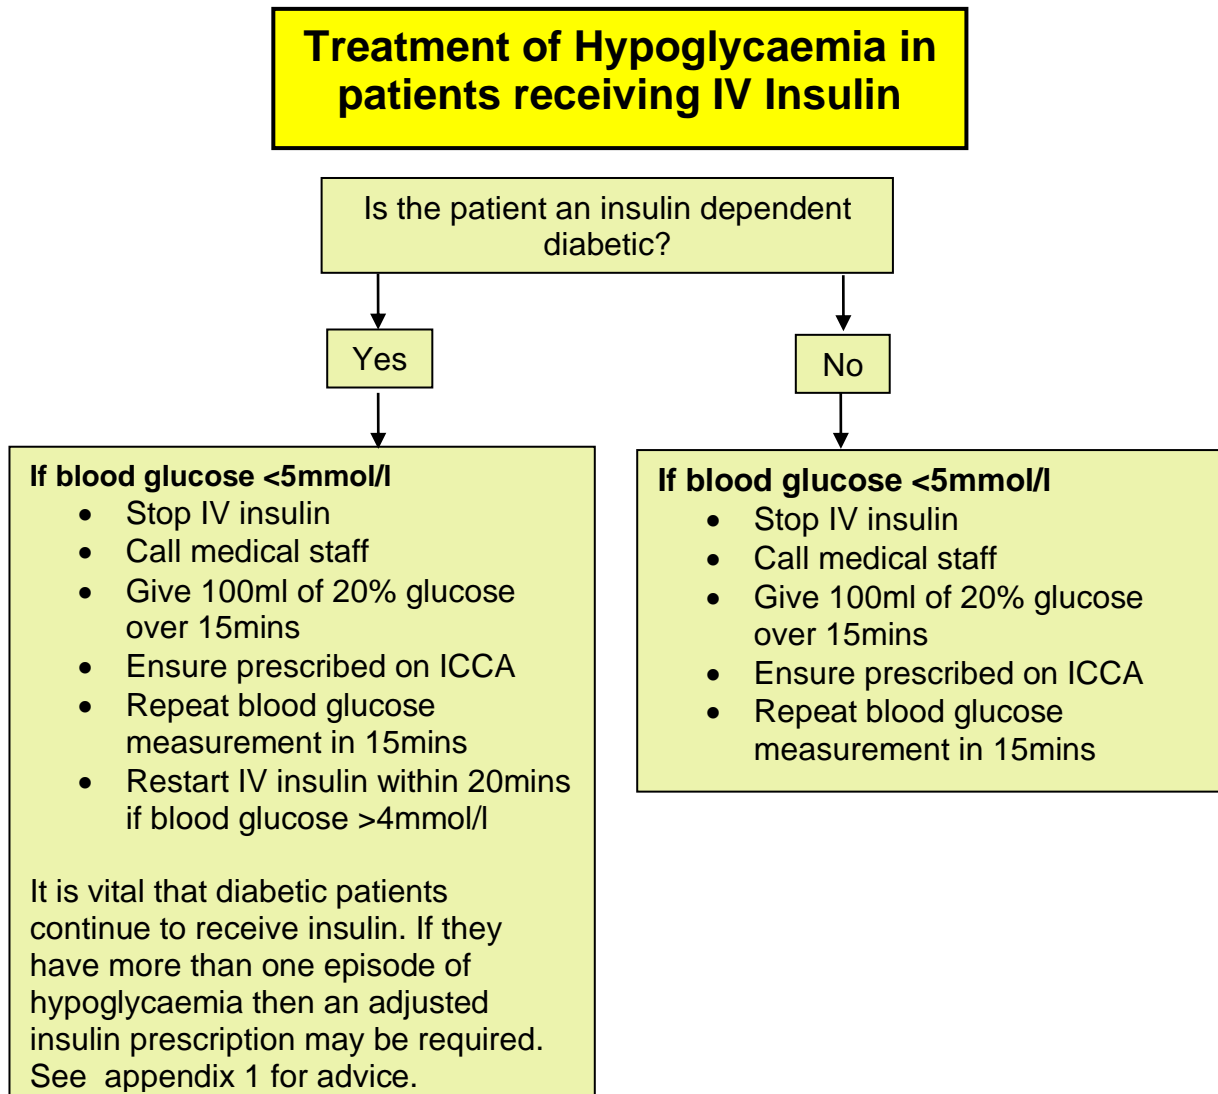 Treatment of Hypoglycaemia in
patients receiving IV Insulin
Is the patient an insulin dependent
diabetic?
Yes
No
If blood glucose <5mmol/l
• Stop IV insulin
• Call medical staff
• Give 100ml of 20% glucose
over 15mins
• Ensure prescribed on ICCA
• Repeat blood glucose
measurement in 15mins
• Restart IV insulin within 20mins
if blood glucose >4mmol/l
It is vital that diabetic patients
continue to receive insulin. If they
have more than one episode of
hypoglycaemia then an adjusted
insulin prescription may be required.
See  appendix 1 for advice.
If blood glucose <5mmol/l
• Stop IV insulin
• Call medical staff
• Give 100ml of 20% glucose
over 15mins
• Ensure prescribed on ICCA
• Repeat blood glucose
measurement in 15mins